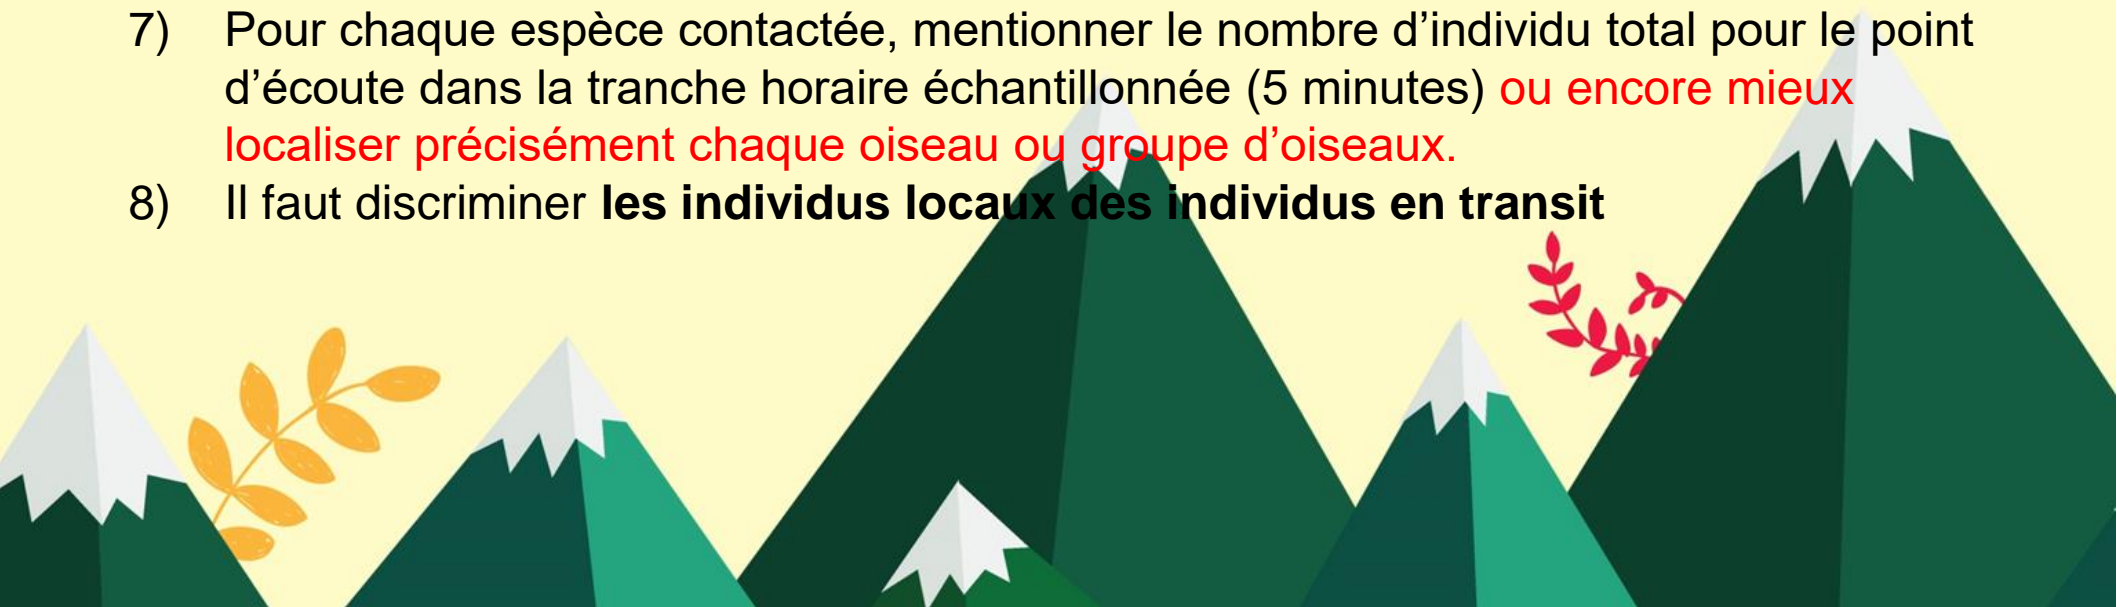 7) Pour chaque espèce contactée, mentionner le nombre d’individu total pour le point
d’écoute dans la tranche horaire échantillonnée (5 minutes) ou encore mieux
localiser précisément chaque oiseau ou groupe d’oiseaux.
8) Il faut discriminer les individus locaux des individus en transit